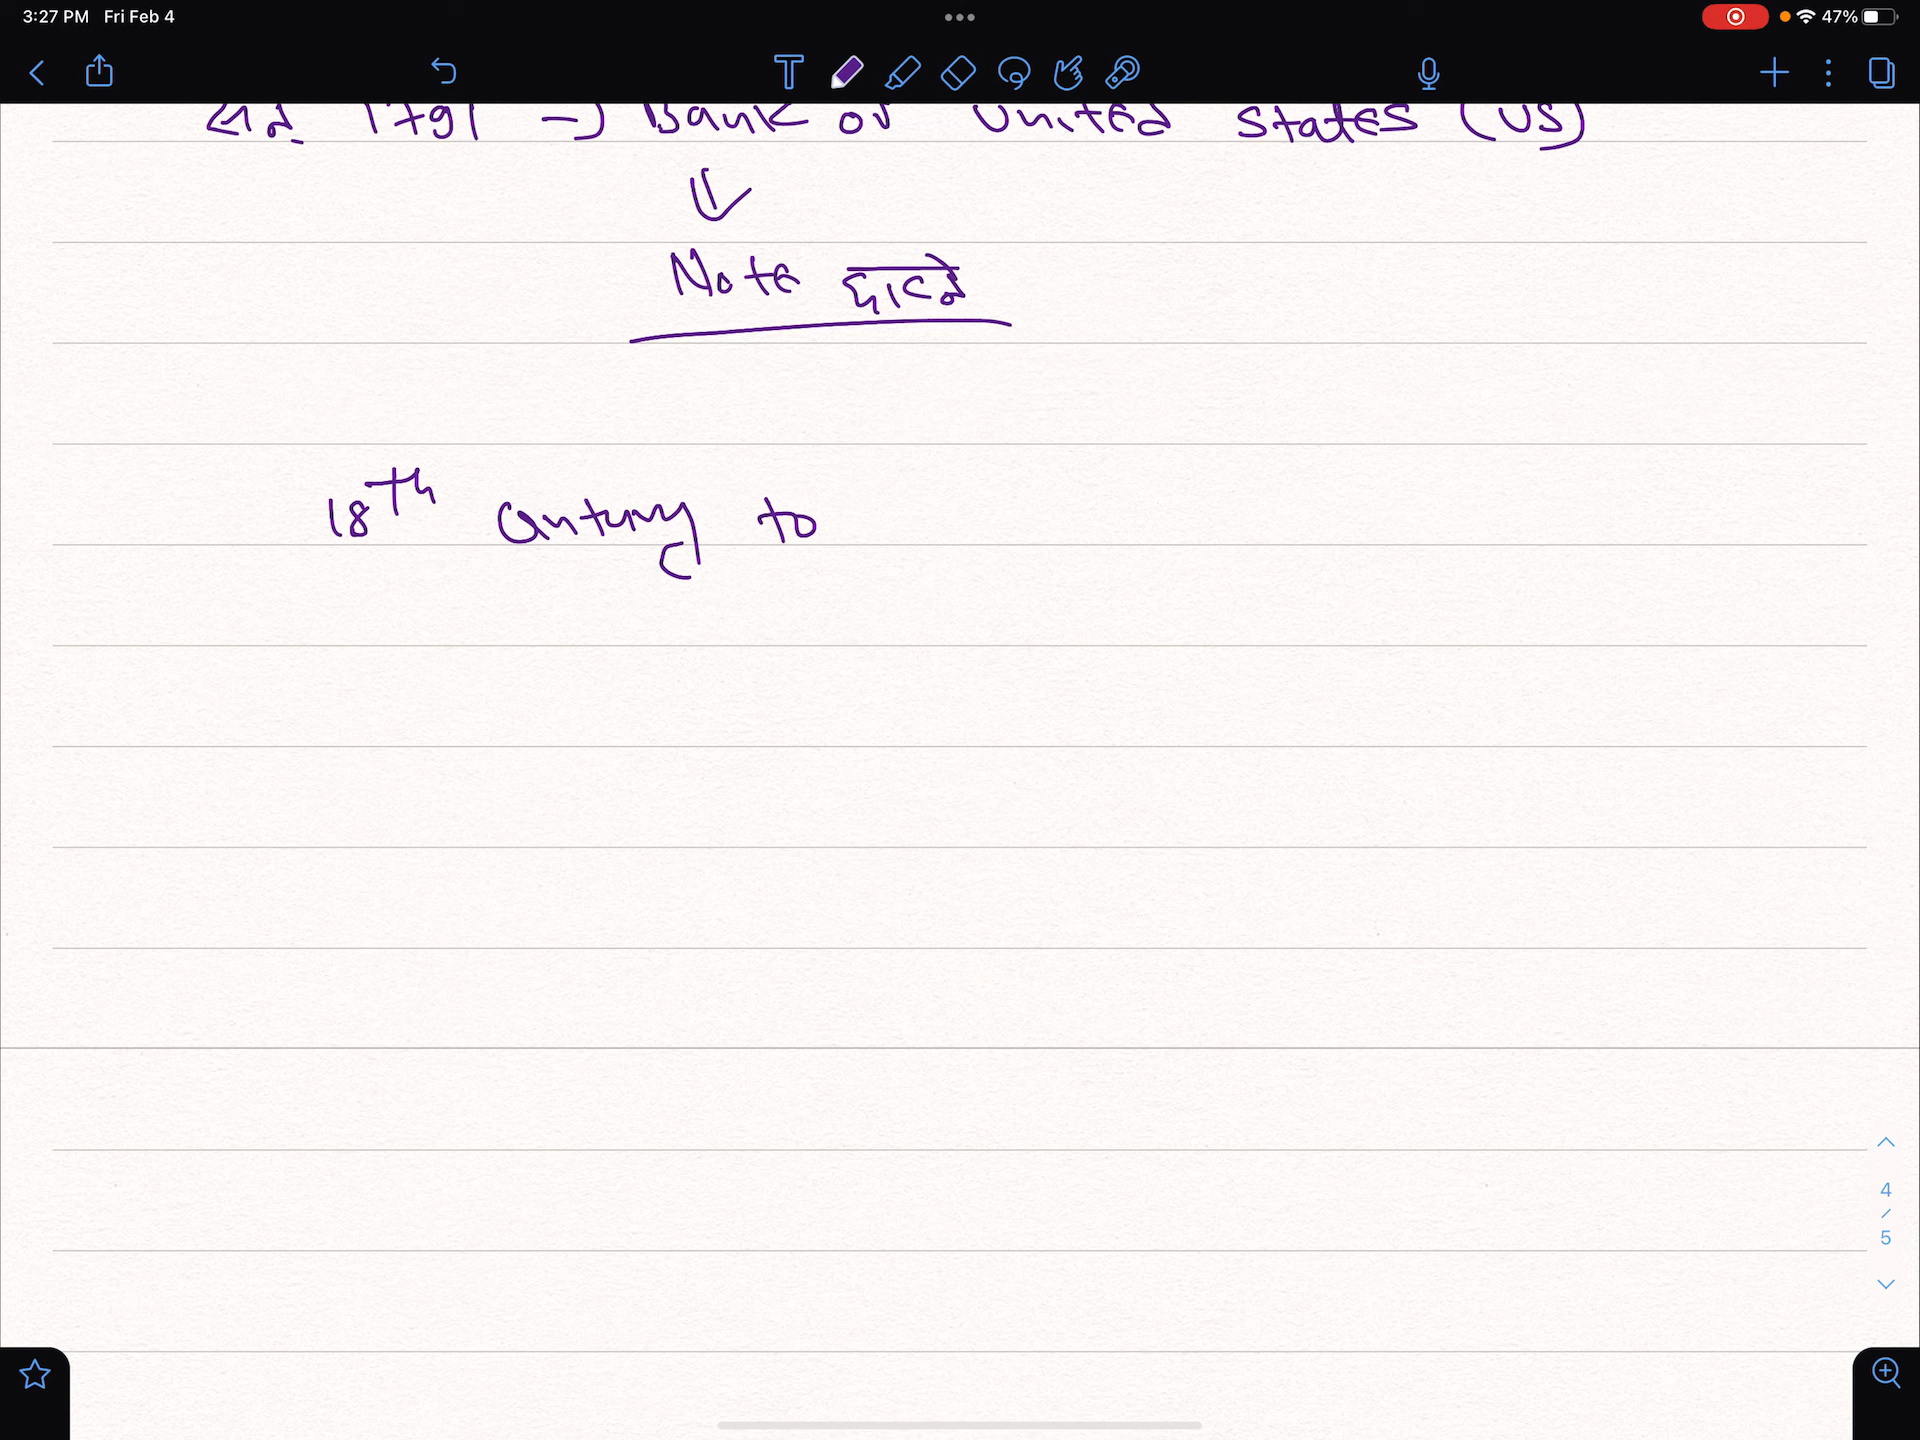 3:27 PM Fri Feb 4
47%
1791 → Bank of United States (US)
Note
18th Century to
4
/
5